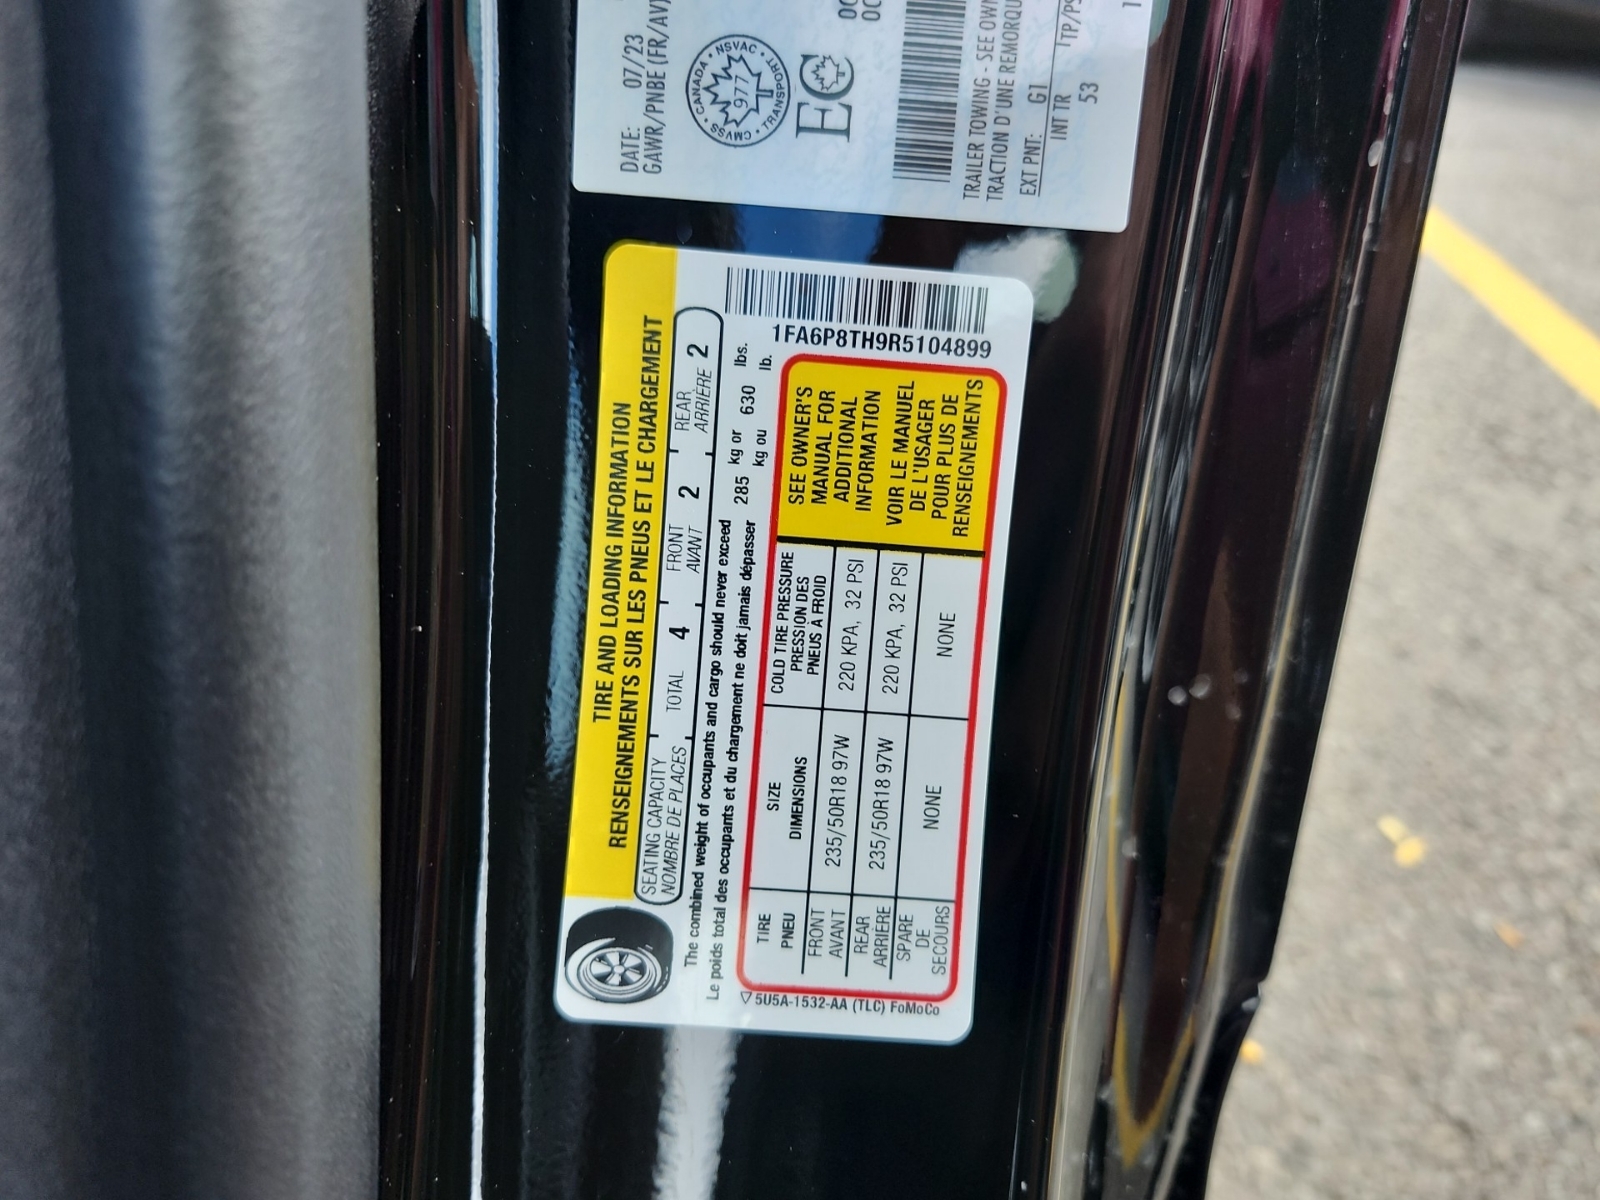 TIRE AND LOADING INFORMATION
RENSEIGNEMENTS SUR LES PNEUS ET LE CHARGEMENT
SEATING CAPACITY TOTAL 4 FRONT 2 REAR 2
NOMBRE DE PLACES AVANT ARRIÈRE
The combined weight of occupants and cargo should never exceed 285 kg or 630 lbs.
Le poids total des occupants et du chargement ne doit jamais dépasser kg ou lb.
TIRE SIZE COLD TIRE PRESSURE
PNEU DIMENSIONS PRESSION DES
PNEUS À FROID
FRONT
AVANT 235/50R18 97W 220 KPA, 32 PSI
REAR
ARRIÈRE 235/50R18 97W 220 KPA, 32 PSI
SPARE
DE
SECOURS NONE NONE
SEE OWNER'S
MANUAL FOR
ADDITIONAL
INFORMATION
VOIR LE MANUEL
DE L'USAGER
POUR PLUS DE
RENSEIGNEMENTS
1FA6P8TH9R5104899
5U5A-1532-AA (TLC) FoMoCo
DATE: 07/23
GAWR/PNBE (FR/AV)
CMVSS • CANADA • NSVAC • TRANSPORT
977
EC
TRAILER TOWING - SEE OWN
TRACTION D'UNE REMORQU
EXT PNT: G1
INT TR TP/PS
53